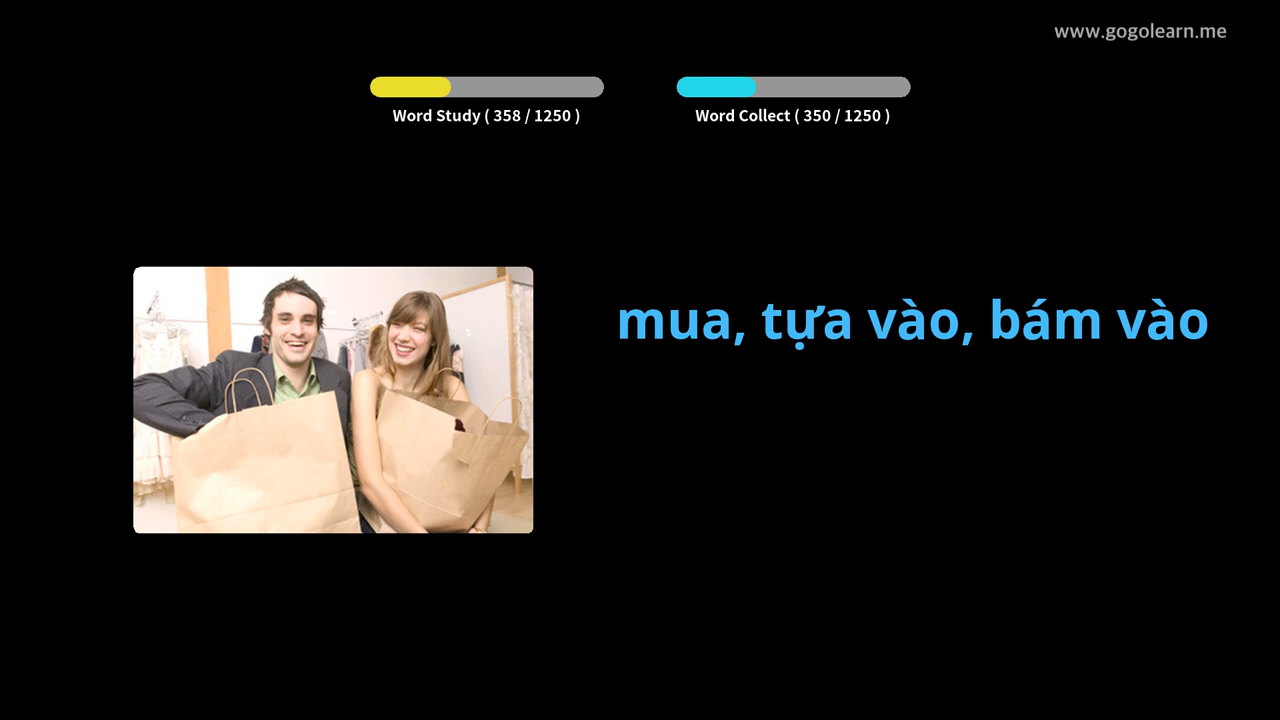 www.gogolearn.me
Word Study ( 358 / 1250 )
Word Collect ( 350 / 1250 )
mua, tựa vào, bám vào